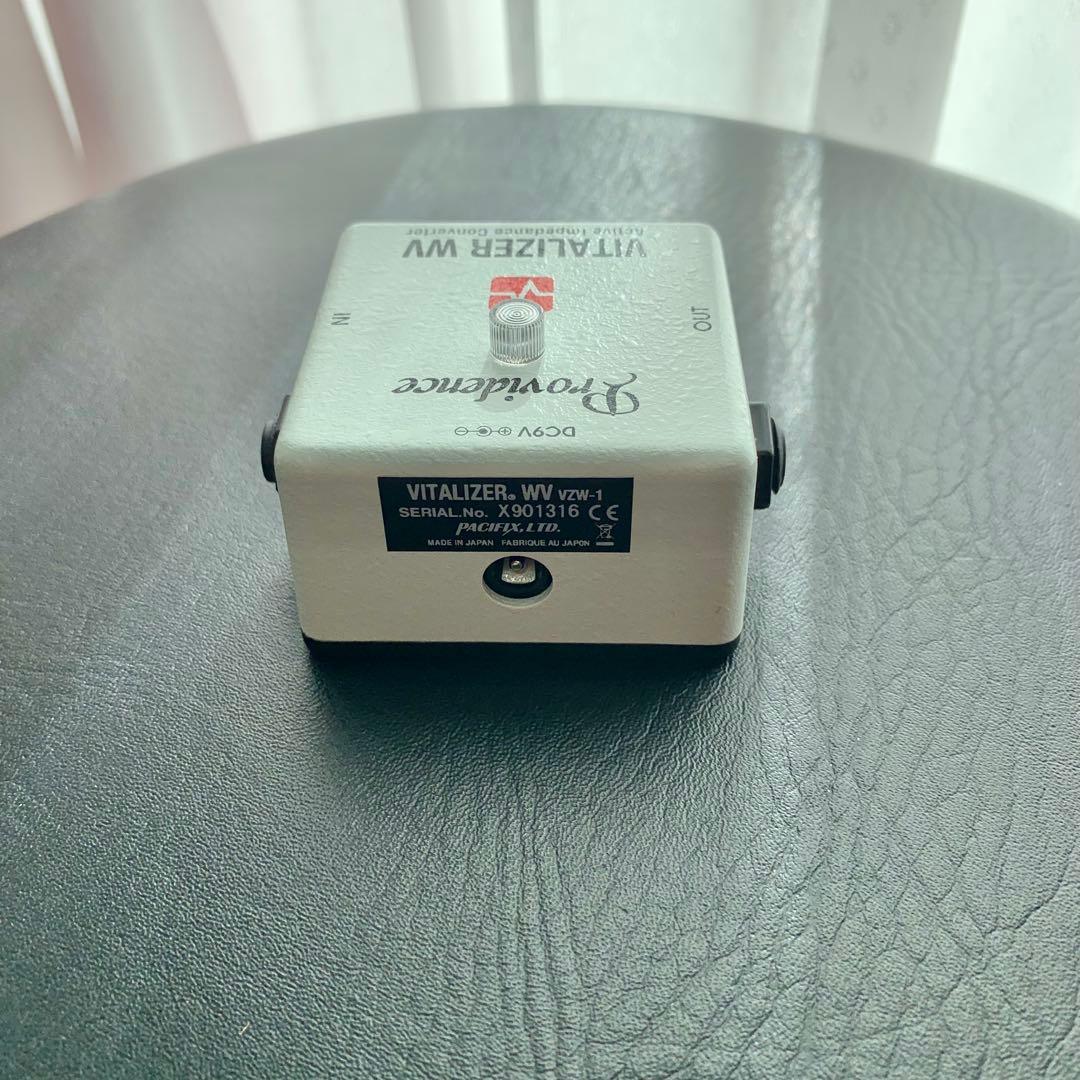 VITALIZER WV
Active Impedance Converter
IN
OUT
Providence
DC9V
VITALIZER® WV VZW-1
SERIAL.No. X901316 CE
PACIFIX, LTD.
MADE IN JAPAN FABRIQUE AU JAPON